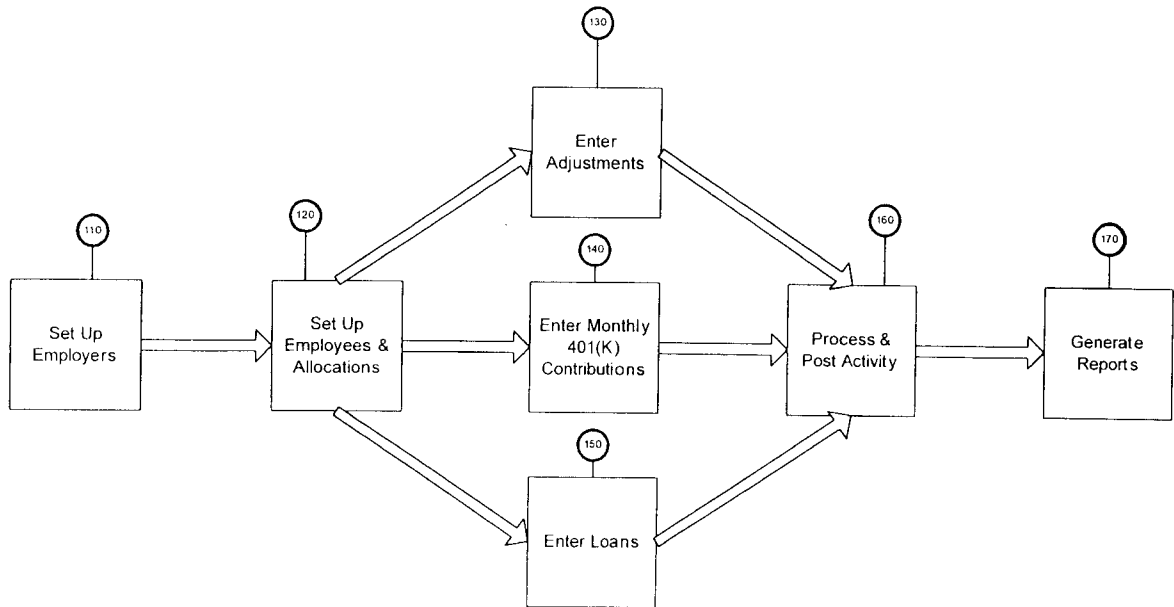 130
Enter
Adjustments
110
Set Up
Employers
120
Set Up
Employees &
Allocations
140
Enter Monthly
401(K)
Contributions
150
Enter Loans
160
Process &
Post Activity
170
Generate
Reports